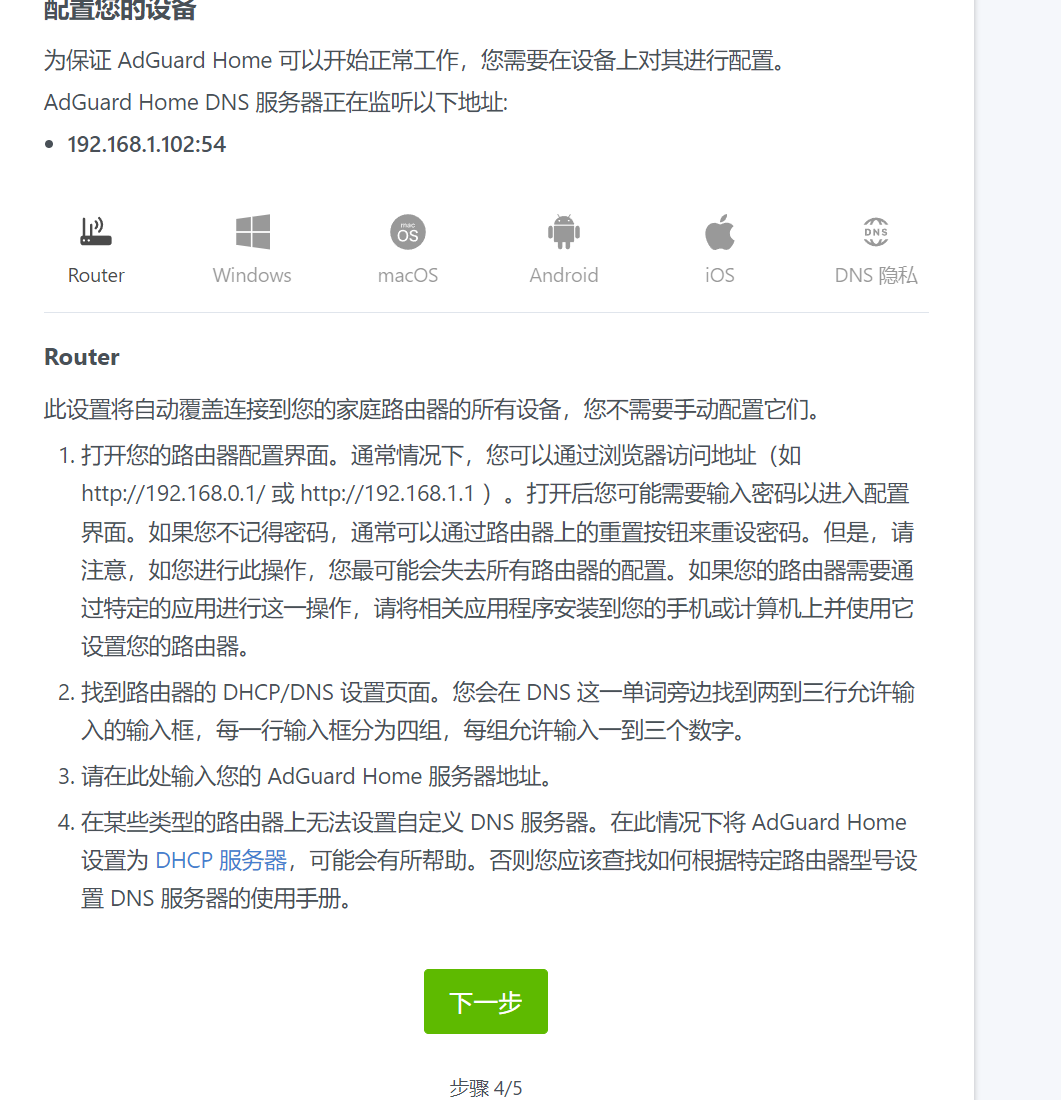 配置您的设备
为保证 AdGuard Home 可以开始正常工作，您需要在设备上对其进行配置。
AdGuard Home DNS 服务器正在监听以下地址:
• 192.168.1.102:54
Router
Windows
mac OS
macOS
Android
iOS
DNS
DNS 隐私
Router
此设置将自动覆盖连接到您的家庭路由器的所有设备，您不需要手动配置它们。
1. 打开您的路由器配置界面。通常情况下，您可以通过浏览器访问地址（如
http://192.168.0.1/ 或 http://192.168.1.1 ）。打开后您可能需要输入密码以进入配置
界面。如果您不记得密码，通常可以通过路由器上的重置按钮来重设密码。但是，请
注意，如您进行此操作，您最可能会失去所有路由器的配置。如果您的路由器需要通
过特定的应用进行这一操作，请将相关应用程序安装到您的手机或计算机上并使用它
设置您的路由器。
2. 找到路由器的 DHCP/DNS 设置页面。您会在 DNS 这一单词旁边找到两到三行允许输
入的输入框，每一行输入框分为四组，每组允许输入一到三个数字。
3. 请在此处输入您的 AdGuard Home 服务器地址。
4. 在某些类型的路由器上无法设置自定义 DNS 服务器。在此情况下将 AdGuard Home
设置为 DHCP 服务器，可能会有所帮助。否则您应该查找如何根据特定路由器型号设
置 DNS 服务器的使用手册。
下一步
步骤 4/5